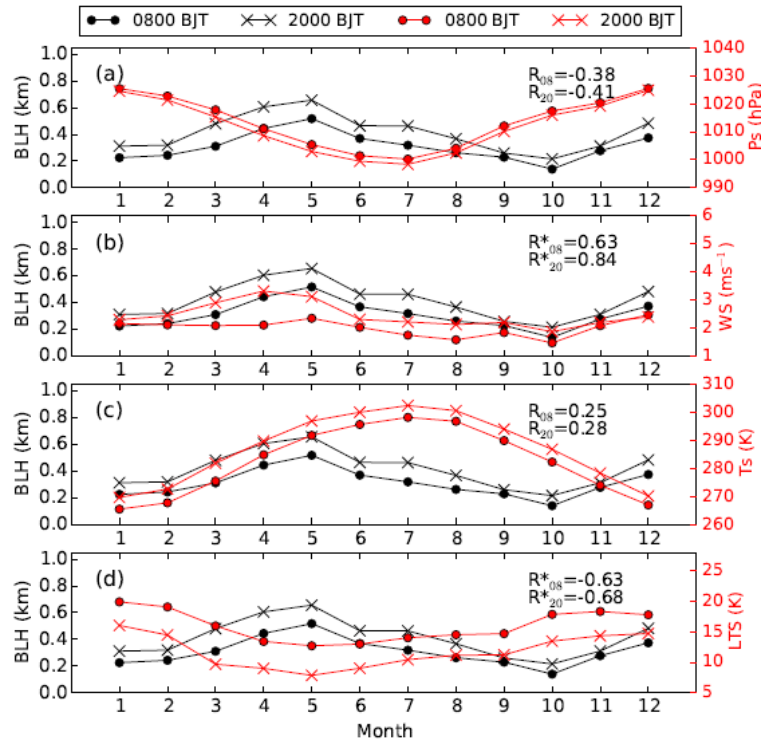 0800 BJT 2000 BJT 0800 BJT 2000 BJT
(a)
R08=-0.38
R20=-0.41
BLH (km)
1.0
0.8
0.6
0.4
0.2
0.0
1040
1030
1020
1010
1000
990
Ps (hPa)
1 2 3 4 5 6 7 8 9 10 11 12
(b)
R*08=0.63
R*20=0.84
BLH (km)
1.0
0.8
0.6
0.4
0.2
0.0
6
5
4
3
2
1
WS (ms⁻¹)
1 2 3 4 5 6 7 8 9 10 11 12
(c)
R08=0.25
R20=0.28
BLH (km)
1.0
0.8
0.6
0.4
0.2
0.0
310
300
290
280
270
260
Ts (K)
1 2 3 4 5 6 7 8 9 10 11 12
(d)
R*08=-0.63
R*20=-0.68
BLH (km)
1.0
0.8
0.6
0.4
0.2
0.0
25
20
15
10
5
LTS (K)
1 2 3 4 5 6 7 8 9 10 11 12
Month